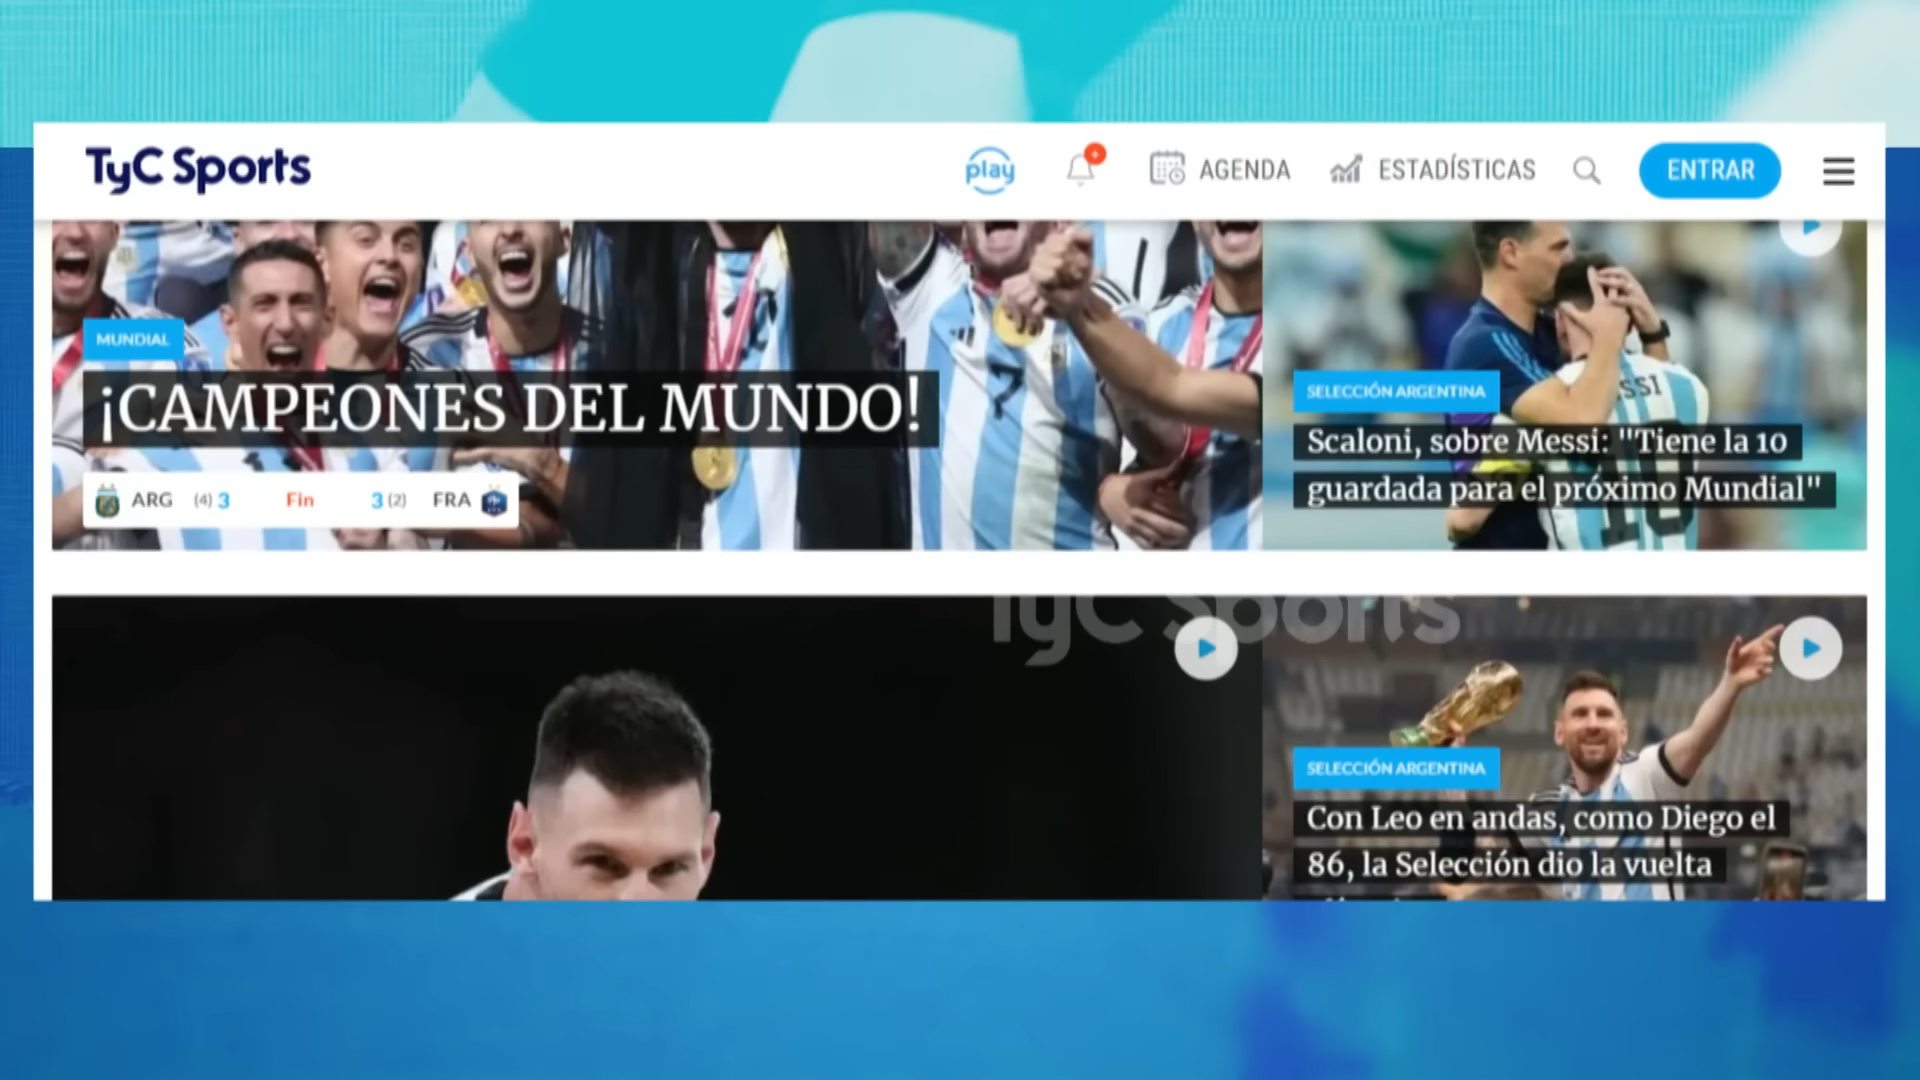 TyC Sports
play
AGENDA
ESTADÍSTICAS
ENTRAR
MUNDIAL
¡CAMPEONES DEL MUNDO!
ARG (4) 3 Fin 3 (2) FRA
7
SELECCIÓN ARGENTINA
Scaloni, sobre Messi: "Tiene la 10
guardada para el próximo Mundial"
10
TyC Sports
SELECCIÓN ARGENTINA
Con Leo en andas, como Diego el
86, la Selección dio la vuelta